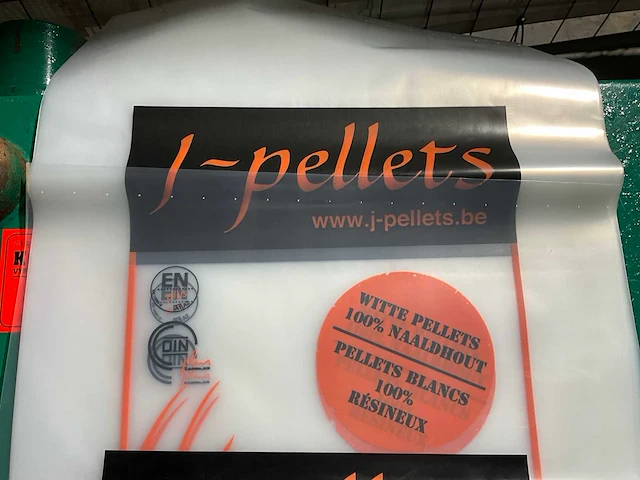 J-pellets
www.j-pellets.be
EN
DIN
WITTE PELLETS
100% NAALDHOUT
PELLETS BLANCS
100%
RÉSINEUX